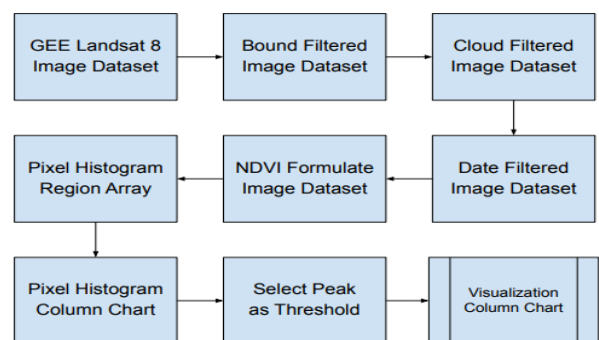 GEE Landsat 8
Image Dataset
Bound Filtered
Image Dataset
Cloud Filtered
Image Dataset
Date Filtered
Image Dataset
NDVI Formulate
Image Dataset
Pixel Histogram
Region Array
Pixel Histogram
Column Chart
Select Peak
as Threshold
Visualization
Column Chart